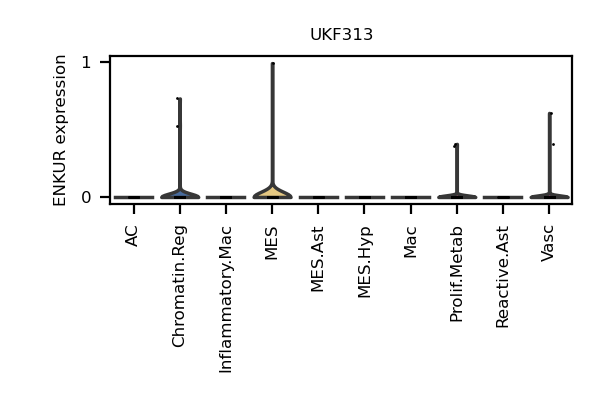 UKF313
ENKUR expression
1
0
AC
Chromatin.Reg
Inflammatory.Mac
MES
MES.Ast
MES.Hyp
Mac
Prolif.Metab
Reactive.Ast
Vasc